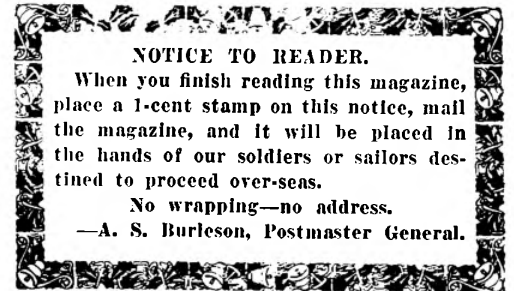 NOTICE TO READER.
When you finish reading this magazine,
place a 1-cent stamp on this notice, mail
the magazine, and it will be placed in
the hands of our soldiers or sailors des-
tined to proceed over-seas.
No wrapping—no address.
—A. S. Burleson, Postmaster General.